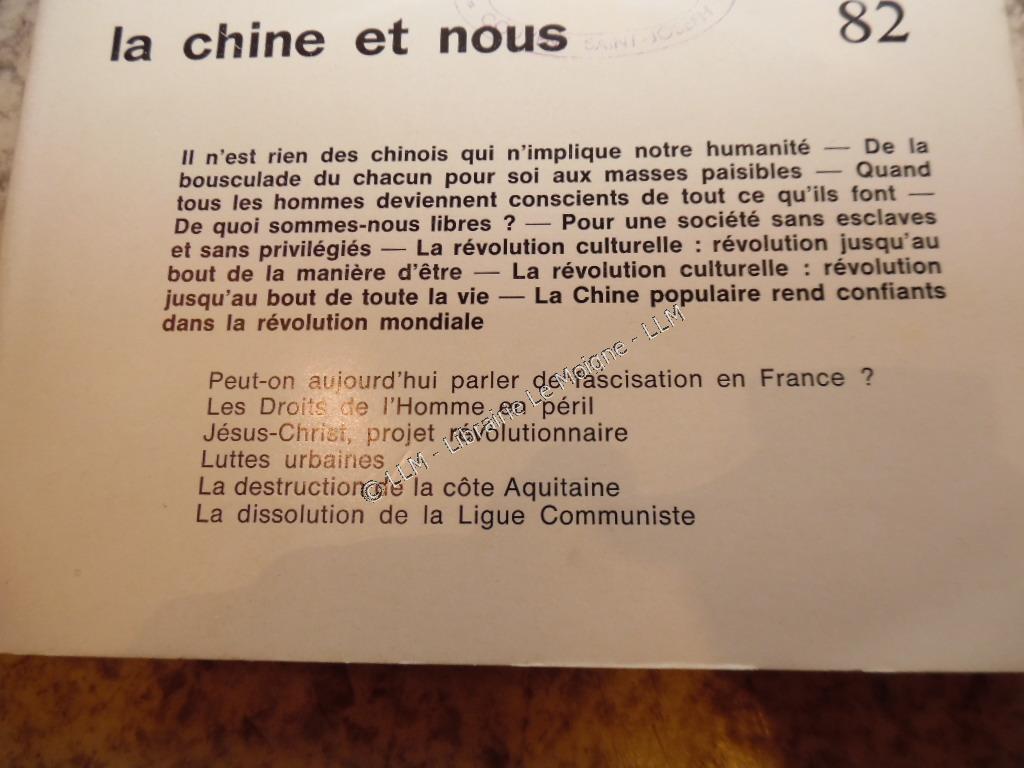 la chine et nous
82
SAINT-JOSEPH
Il n'est rien des chinois qui n'implique notre humanité — De la
bousculade du chacun pour soi aux masses paisibles — Quand
tous les hommes deviennent conscients de tout ce qu'ils font —
De quoi sommes-nous libres ? — Pour une société sans esclaves
et sans privilégiés — La révolution culturelle : révolution jusqu'au
bout de la manière d'être — La révolution culturelle : révolution
jusqu'au bout de toute la vie — La Chine populaire rend confiants
dans la révolution mondiale
Peut-on aujourd'hui parler de fascisation en France ?
Les Droits de l'Homme en péril
Jésus-Christ, projet révolutionnaire
Luttes urbaines
La destruction de la côte Aquitaine
La dissolution de la Ligue Communiste
© LLM - Librairie Le Moigne - LLM